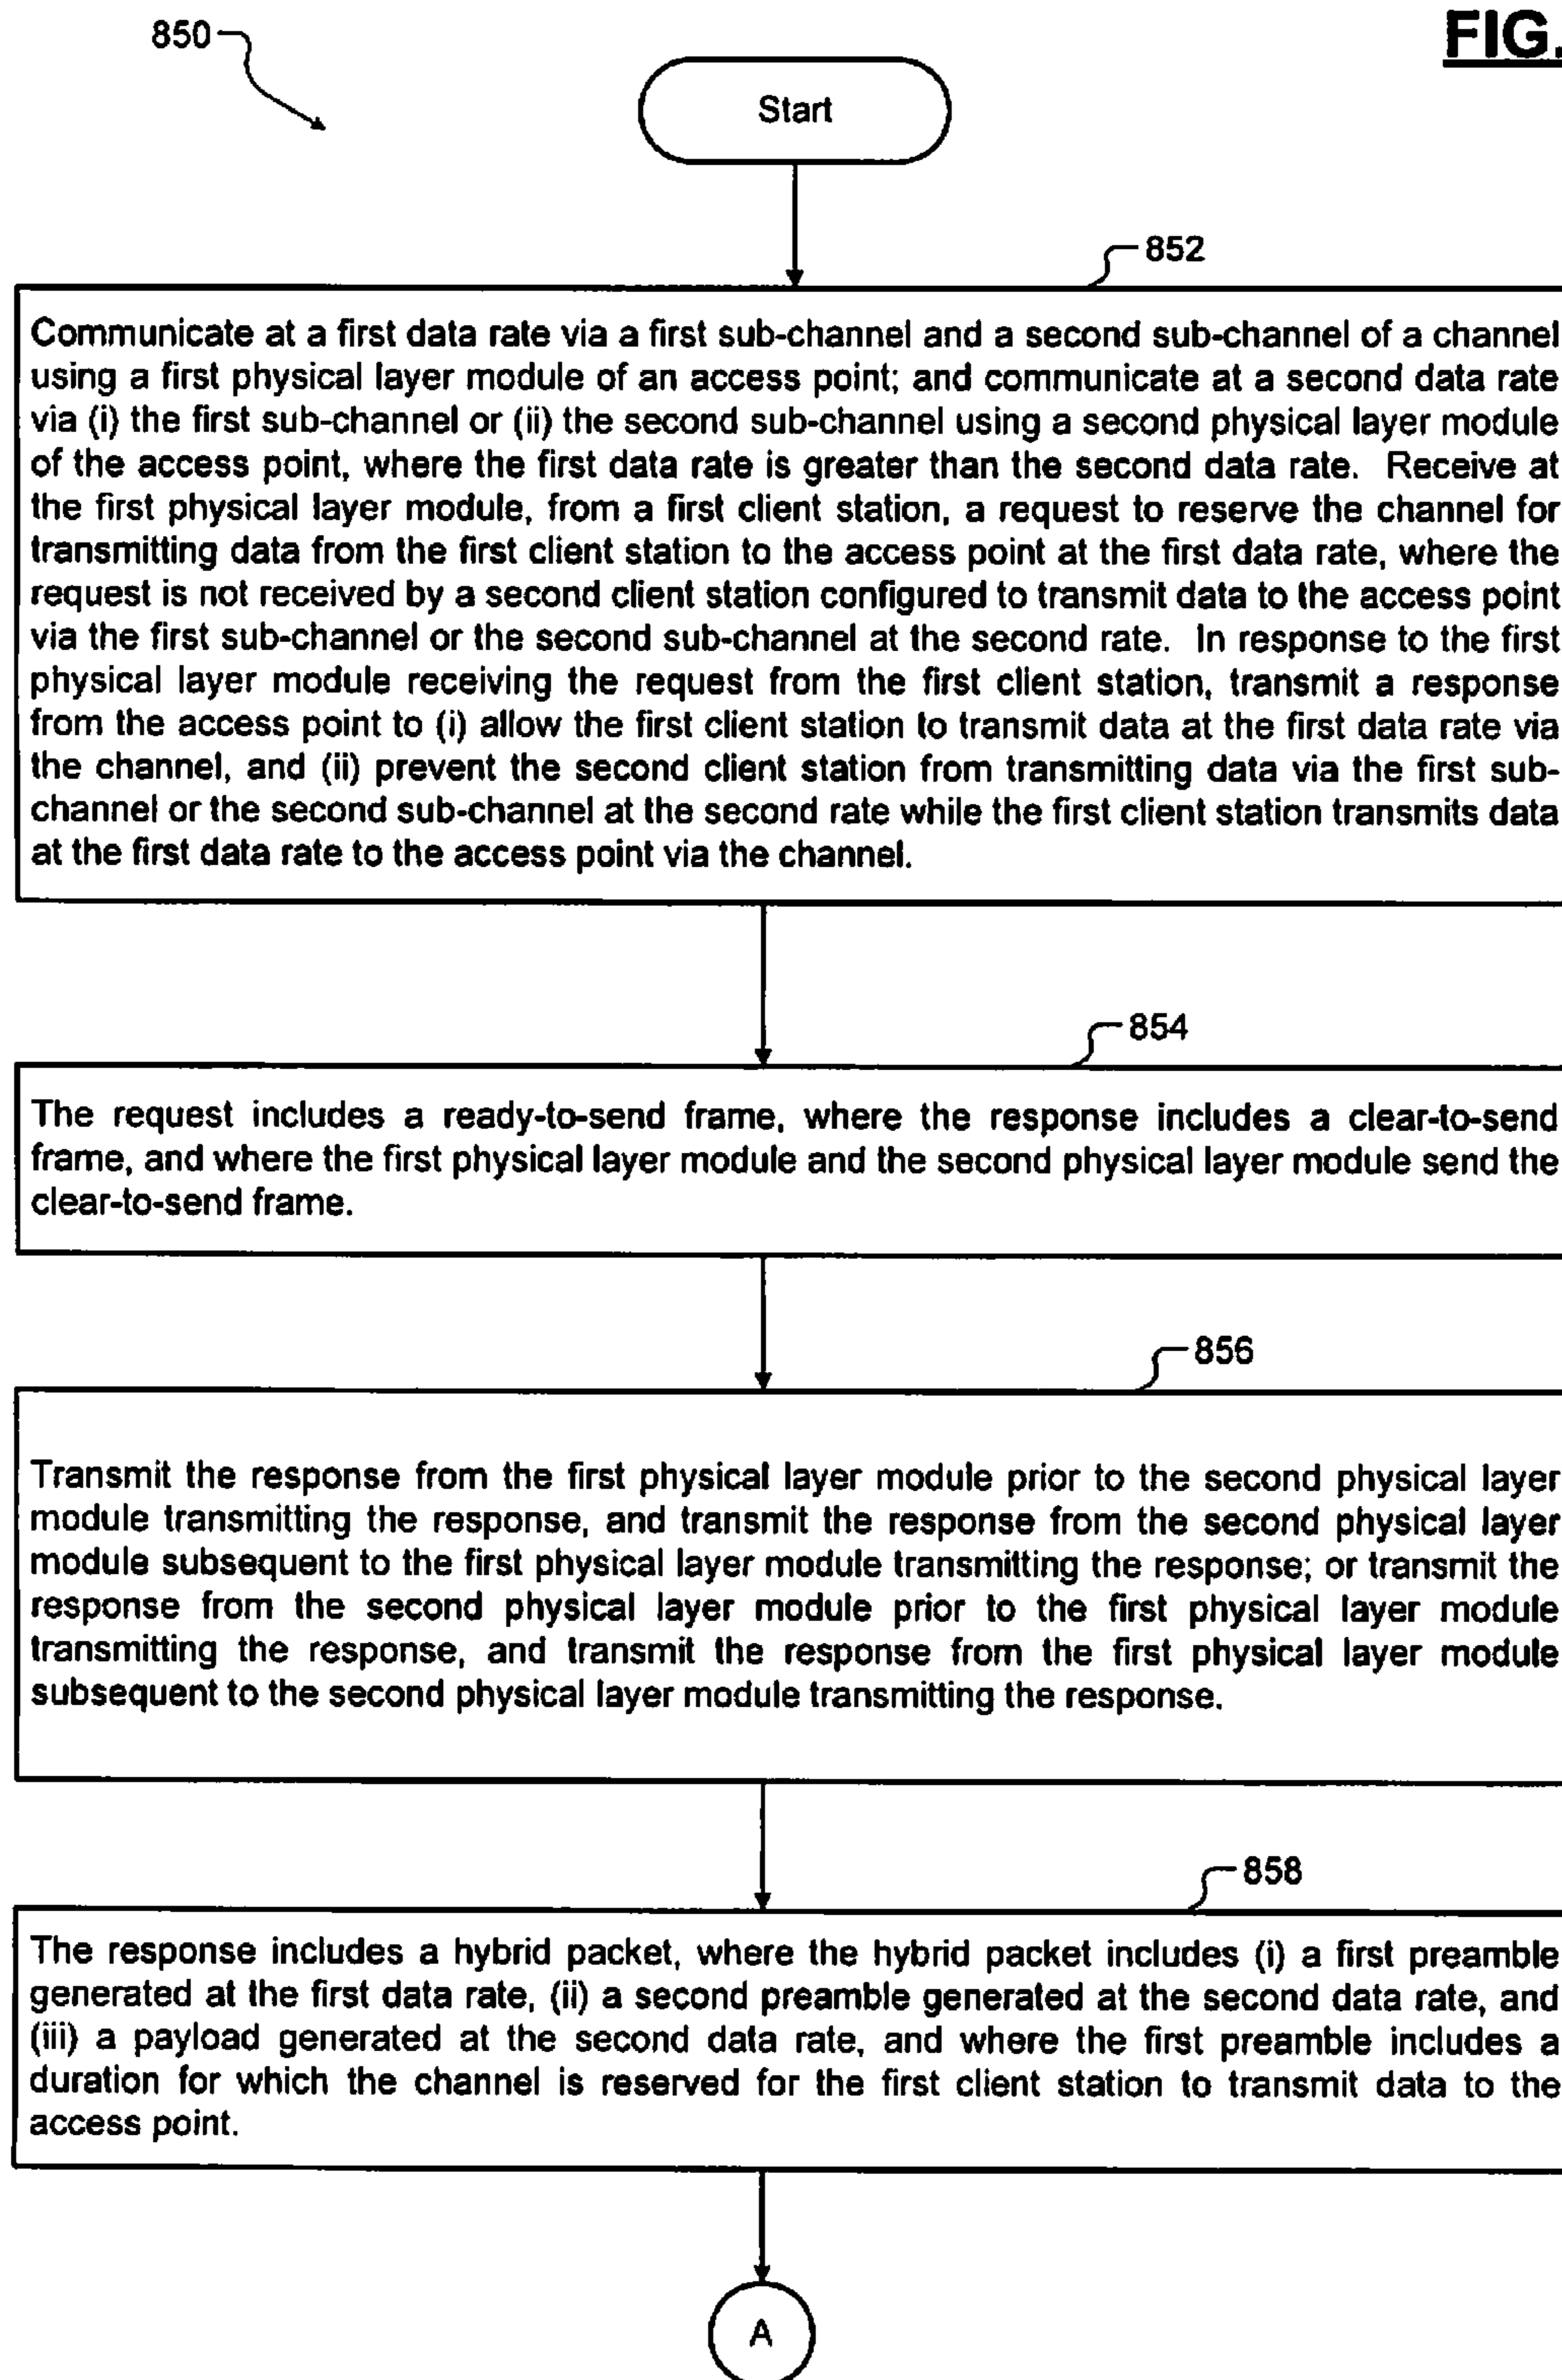 850
FIG.
Start
852
Communicate at a first data rate via a first sub-channel and a second sub-channel of a channel
using a first physical layer module of an access point; and communicate at a second data rate
via (i) the first sub-channel or (ii) the second sub-channel using a second physical layer module
of the access point, where the first data rate is greater than the second data rate. Receive at
the first physical layer module, from a first client station, a request to reserve the channel for
transmitting data from the first client station to the access point at the first data rate, where the
request is not received by a second client station configured to transmit data to the access point
via the first sub-channel or the second sub-channel at the second rate. In response to the first
physical layer module receiving the request from the first client station, transmit a response
from the access point to (i) allow the first client station to transmit data at the first data rate via
the channel, and (ii) prevent the second client station from transmitting data via the first sub-
channel or the second sub-channel at the second rate while the first client station transmits data
at the first data rate to the access point via the channel.
854
The request includes a ready-to-send frame, where the response includes a clear-to-send
frame, and where the first physical layer module and the second physical layer module send the
clear-to-send frame.
856
Transmit the response from the first physical layer module prior to the second physical layer
module transmitting the response, and transmit the response from the second physical layer
module subsequent to the first physical layer module transmitting the response; or transmit the
response from the second physical layer module prior to the first physical layer module
transmitting the response, and transmit the response from the first physical layer module
subsequent to the second physical layer module transmitting the response.
858
The response includes a hybrid packet, where the hybrid packet includes (i) a first preamble
generated at the first data rate, (ii) a second preamble generated at the second data rate, and
(iii) a payload generated at the second data rate, and where the first preamble includes a
duration for which the channel is reserved for the first client station to transmit data to the
access point.
A